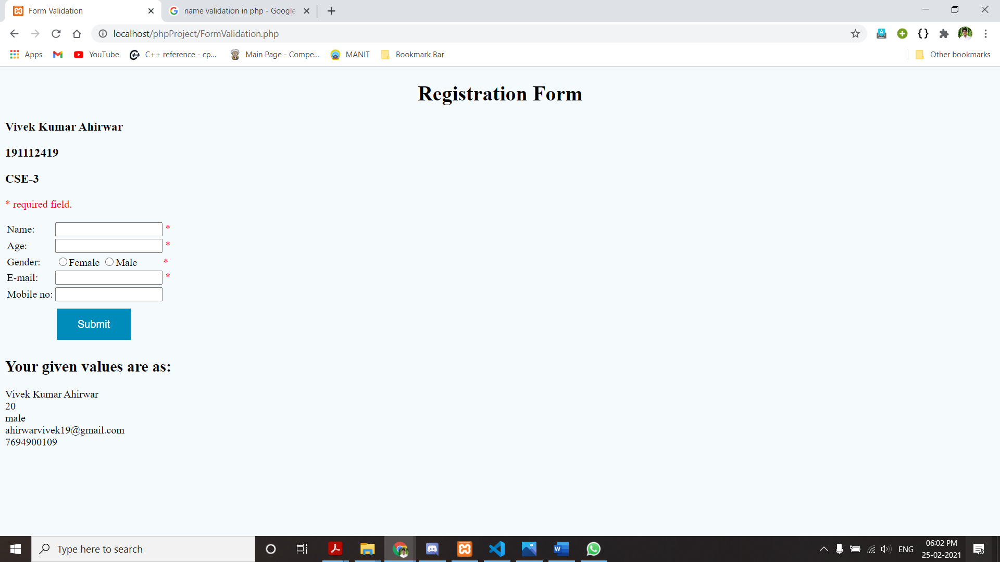 Form Validation
name validation in php - Google
localhost/phpProject/FormValidation.php
Apps
YouTube
C++ reference - cp...
Main Page - Compe...
MANIT
Bookmark Bar
Other bookmarks
Registration Form
Vivek Kumar Ahirwar
191112419
CSE-3
* required field.
Name: *
Age: *
Gender: Female Male *
E-mail: *
Mobile no:
Submit
Your given values are as:
Vivek Kumar Ahirwar
20
male
ahirwarvivek19@gmail.com
7694900109
Type here to search
ENG
06:02 PM
25-02-2021